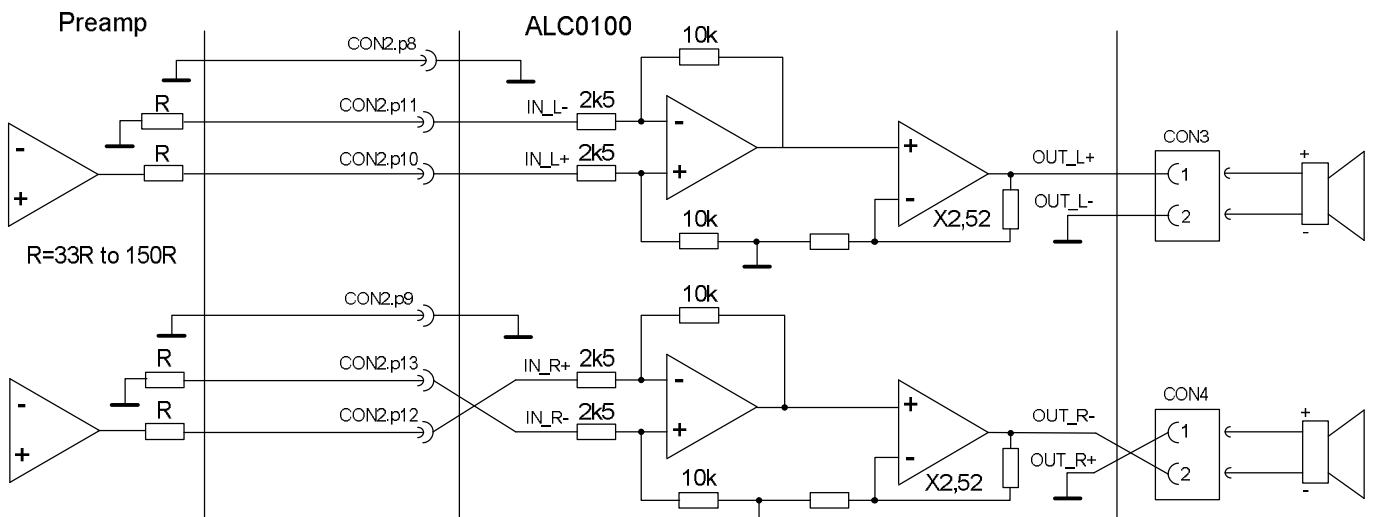 Preamp
ALC0100
10k
CON2.p8
R
CON2.p11
IN_L-
2k5
-
+
R
CON2.p10
IN_L+
2k5
-
+
+
-
X2,52
OUT_L+
OUT_L-
CON3
1
2
+
-
10k
R=33R to 150R
10k
CON2.p9
R
CON2.p13
IN_R+
2k5
-
+
R
CON2.p12
IN_R-
2k5
-
+
+
-
X2,52
OUT_R-
OUT_R+
CON4
1
2
+
-
10k